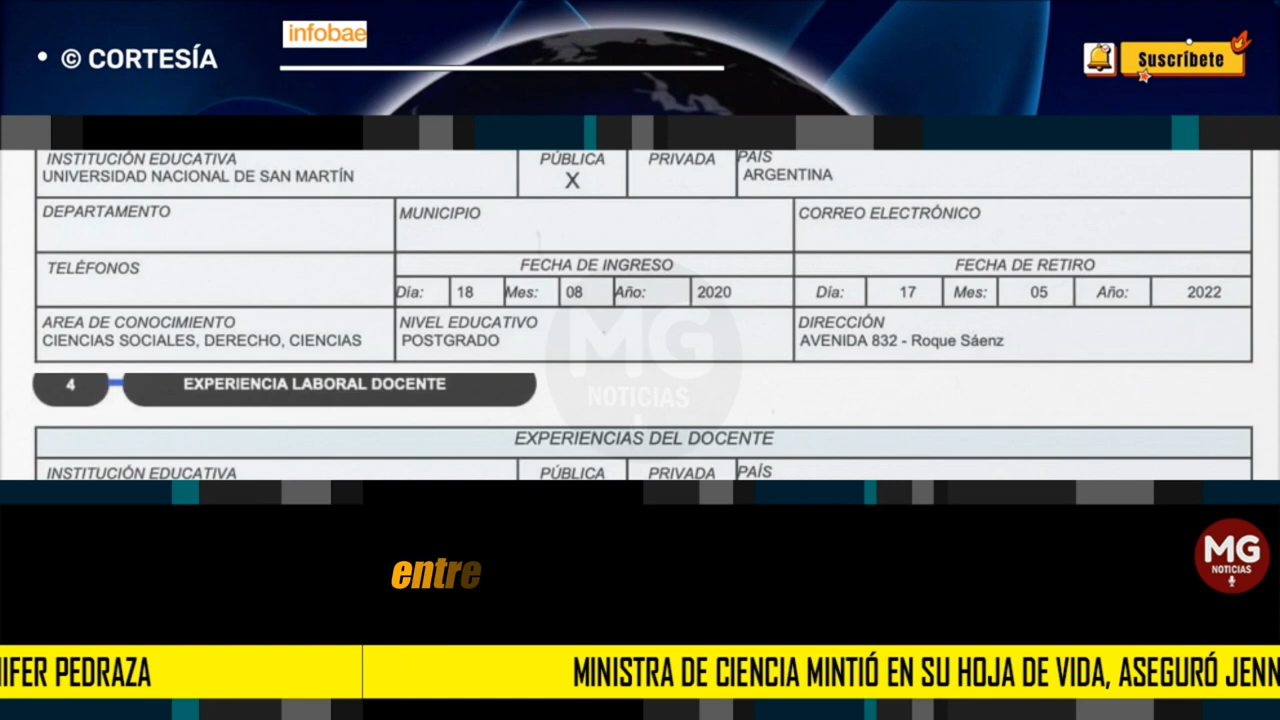 infobae
• © CORTESÍA
Suscríbete
INSTITUCIÓN EDUCATIVA
UNIVERSIDAD NACIONAL DE SAN MARTÍN
PÚBLICA
X
PRIVADA
PAÍS
ARGENTINA
DEPARTAMENTO
MUNICIPIO
CORREO ELECTRÓNICO
TELÉFONOS
FECHA DE INGRESO
Día: 18 Mes: 08 Año: 2020
FECHA DE RETIRO
Día: 17 Mes: 05 Año: 2022
AREA DE CONOCIMIENTO
CIENCIAS SOCIALES, DERECHO, CIENCIAS
NIVEL EDUCATIVO
POSTGRADO
DIRECCIÓN
AVENIDA 832 - Roque Sáenz
MG
NOTICIAS
4 EXPERIENCIA LABORAL DOCENTE
EXPERIENCIAS DEL DOCENTE
INSTITUCIÓN EDUCATIVA PÚBLICA PRIVADA PAÍS
entre
MG
NOTICIAS
NIFER PEDRAZA MINISTRA DE CIENCIA MINTIÓ EN SU HOJA DE VIDA, ASEGURÓ JENN